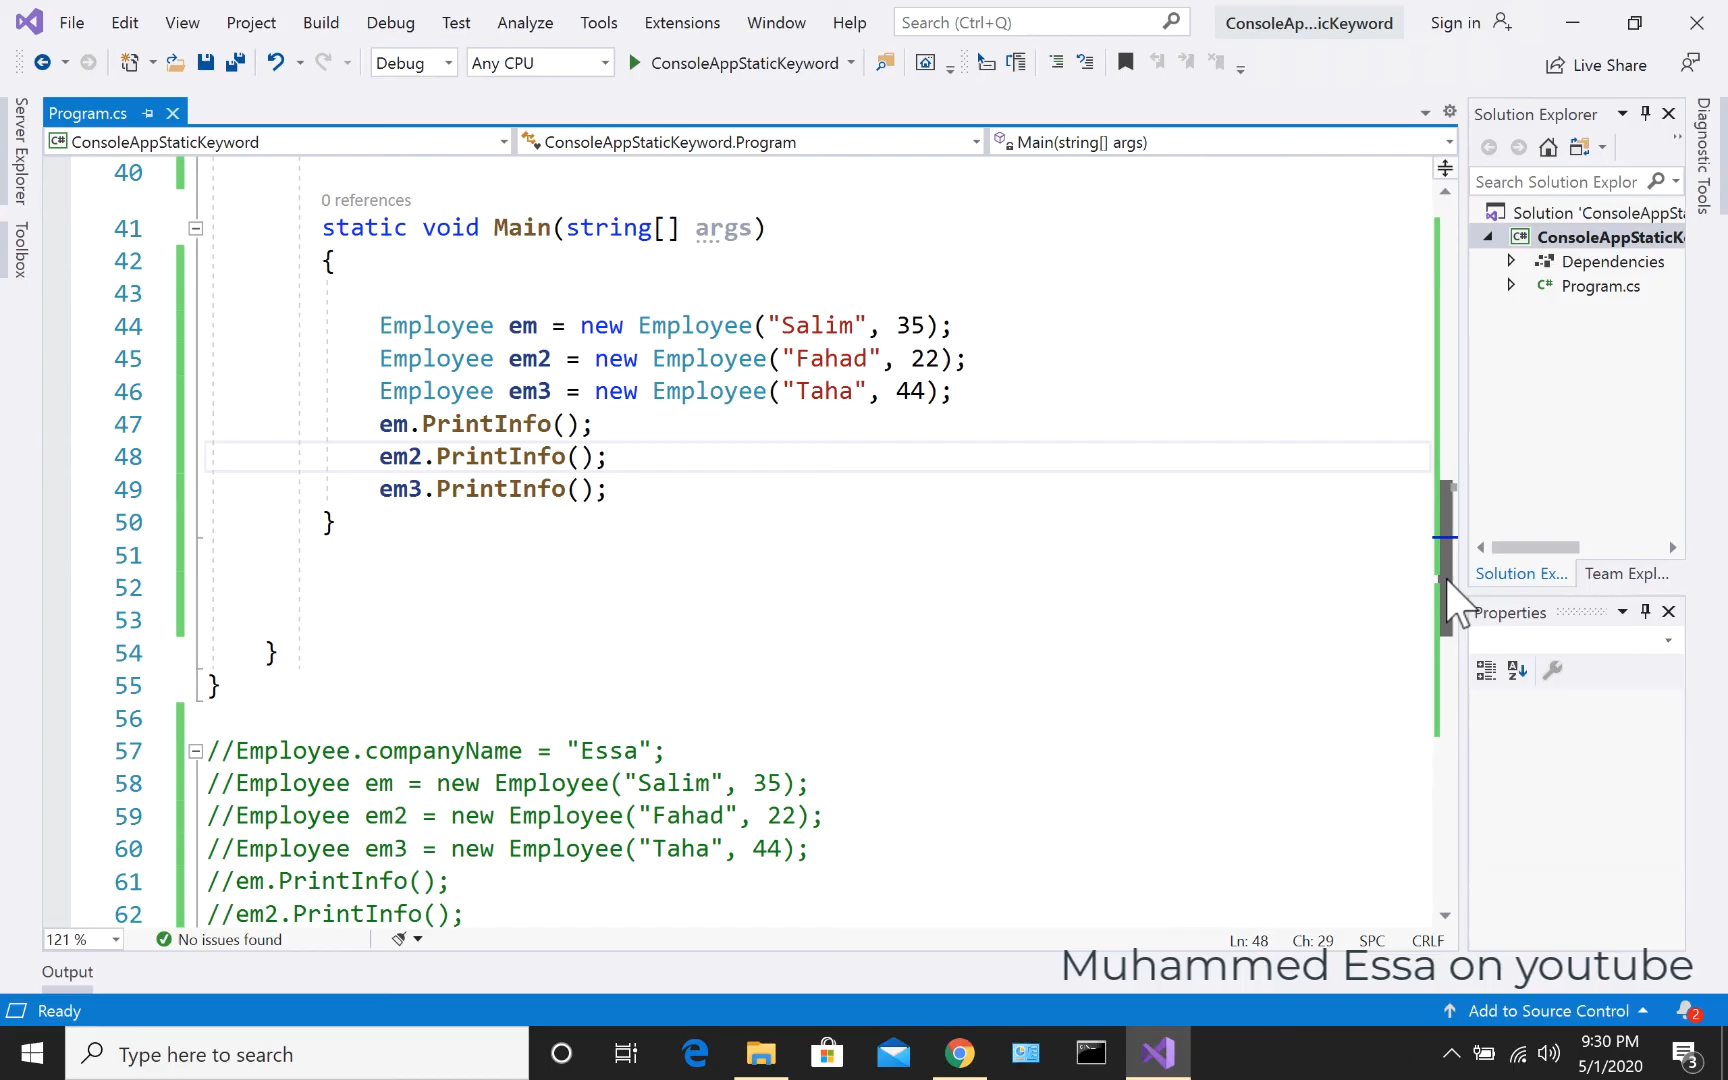 File Edit View Project Build Debug Test Analyze Tools Extensions Window Help Search (Ctrl+Q) ConsoleAp...icKeyword Sign in
Debug Any CPU ConsoleAppStaticKeyword Live Share
Server Explorer
Toolbox
Program.cs
ConsoleAppStaticKeyword ConsoleAppStaticKeyword.Program Main(string[] args)
40
0 references
41 static void Main(string[] args)
42 {
43
44 Employee em = new Employee("Salim", 35);
45 Employee em2 = new Employee("Fahad", 22);
46 Employee em3 = new Employee("Taha", 44);
47 em.PrintInfo();
48 em2.PrintInfo();
49 em3.PrintInfo();
50 }
51
52
53
54 }
55 }
56
57 //Employee.companyName = "Essa";
58 //Employee em = new Employee("Salim", 35);
59 //Employee em2 = new Employee("Fahad", 22);
60 //Employee em3 = new Employee("Taha", 44);
61 //em.PrintInfo();
62 //em2.PrintInfo();
121 % No issues found Ln: 48 Ch: 29 SPC CRLF
Solution Explorer
Search Solution Explor
Solution 'ConsoleAppSt
C# ConsoleAppStaticK
Dependencies
C# Program.cs
Solution Ex... Team Expl...
Properties
Diagnostic Tools
Output
Muhammed Essa on youtube
Ready Add to Source Control 2
Type here to search
9:30 PM
5/1/2020
3